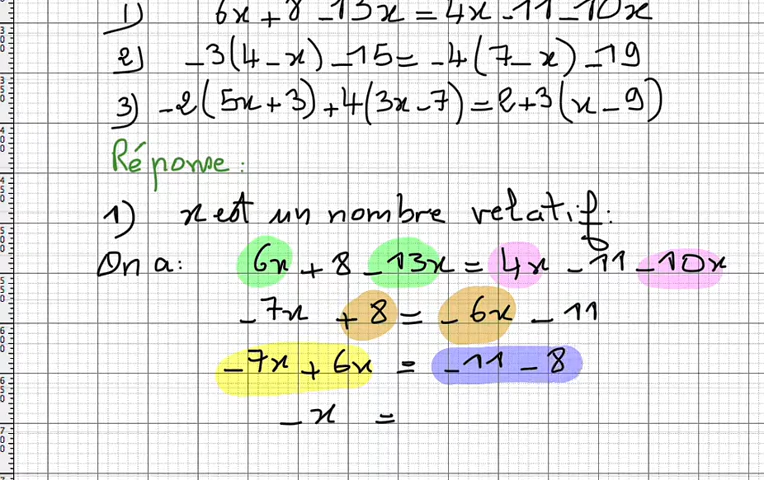 1) 6x + 8 - 13x = 4x - 11 - 10x
2) -3(4 - x) - 15 = -4(7 - x) - 19
3) -2(5x + 3) + 4(3x - 7) = 2 + 3(x - 9)
Réponse :
1) x est un nombre relatif :
On a : 6x + 8 - 13x = 4x - 11 - 10x
-7x + 8 = -6x - 11
-7x + 6x = -11 - 8
-x =